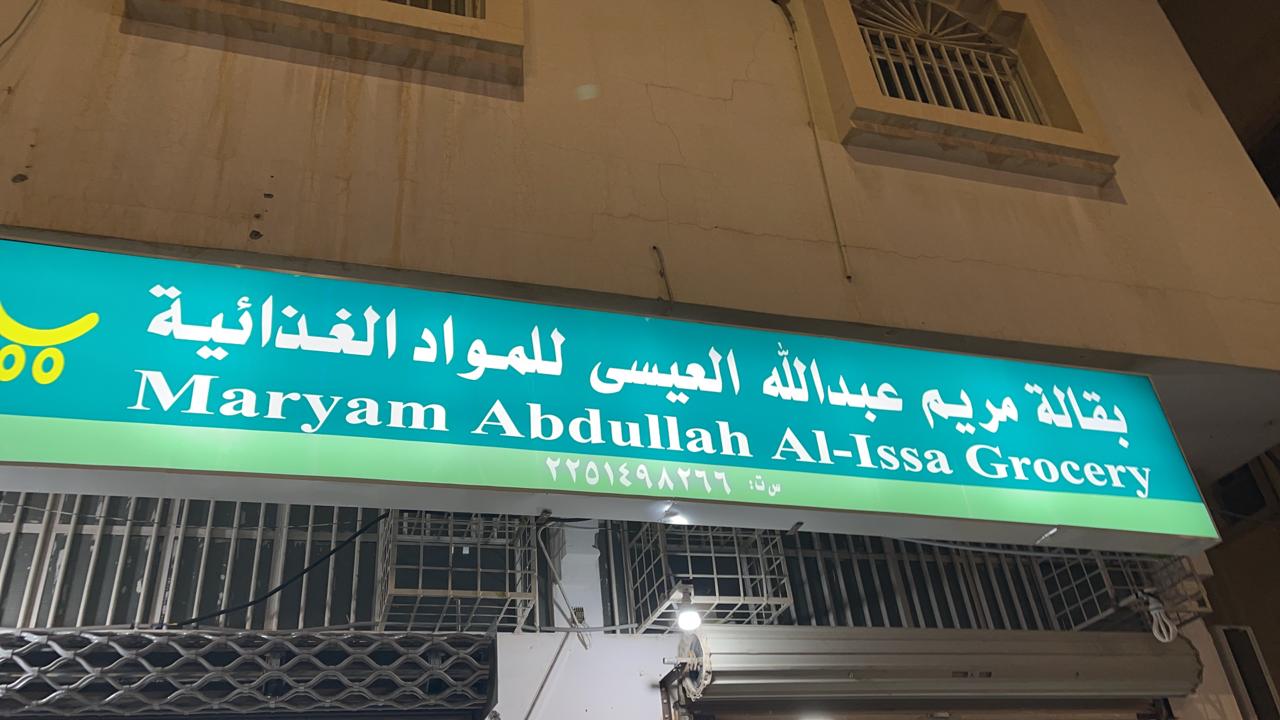 بقالة مريم عبدالله العيسى للمواد الغذائية
Maryam Abdullah Al-Issa Grocery
س ت: ٢٢٥١٤٩٨٢٦٦